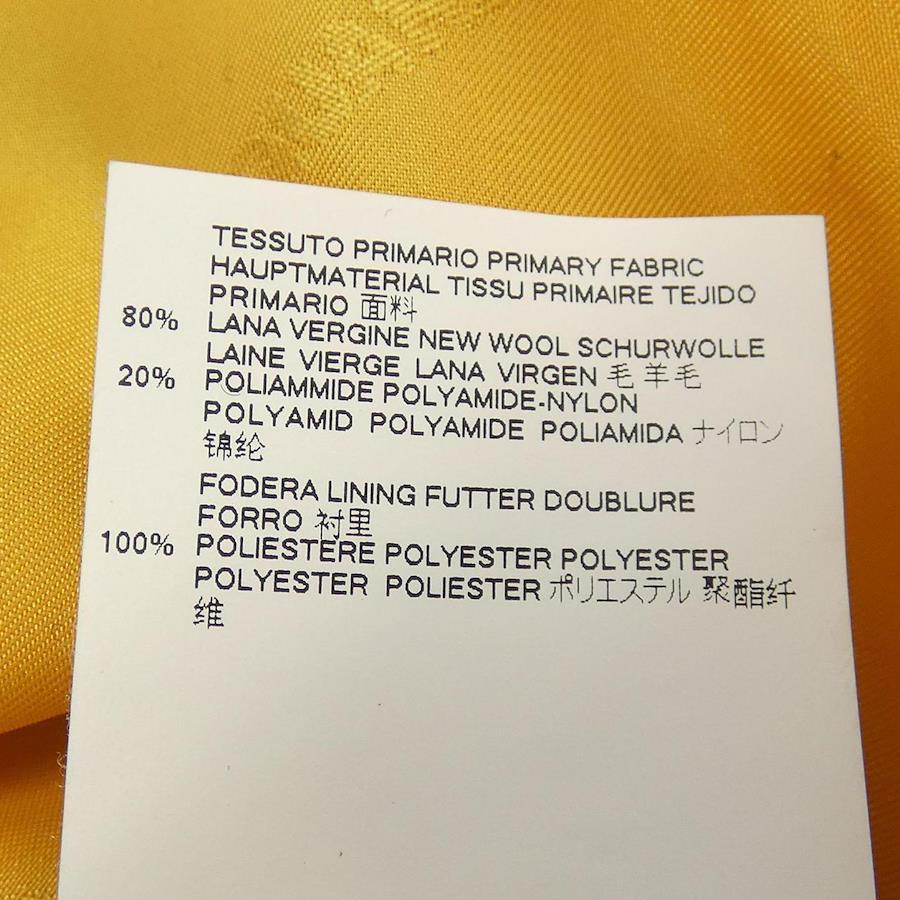 TESSUTO PRIMARIO PRIMARY FABRIC
HAUPTMATERIAL TISSU PRIMAIRE TEJIDO
PRIMARIO 面料
80% LANA VERGINE NEW WOOL SCHURWOLLE
LAINE VIERGE LANA VIRGEN 毛 羊毛
20% POLIAMMIDE POLYAMIDE-NYLON
POLYAMID POLYAMIDE POLIAMIDA ナイロン
锦纶
FODERA LINING FUTTER DOUBLURE
FORRO 衬里
100% POLIESTERE POLYESTER POLYESTER
POLYESTER POLIESTER ポリエステル 聚酯纤
维